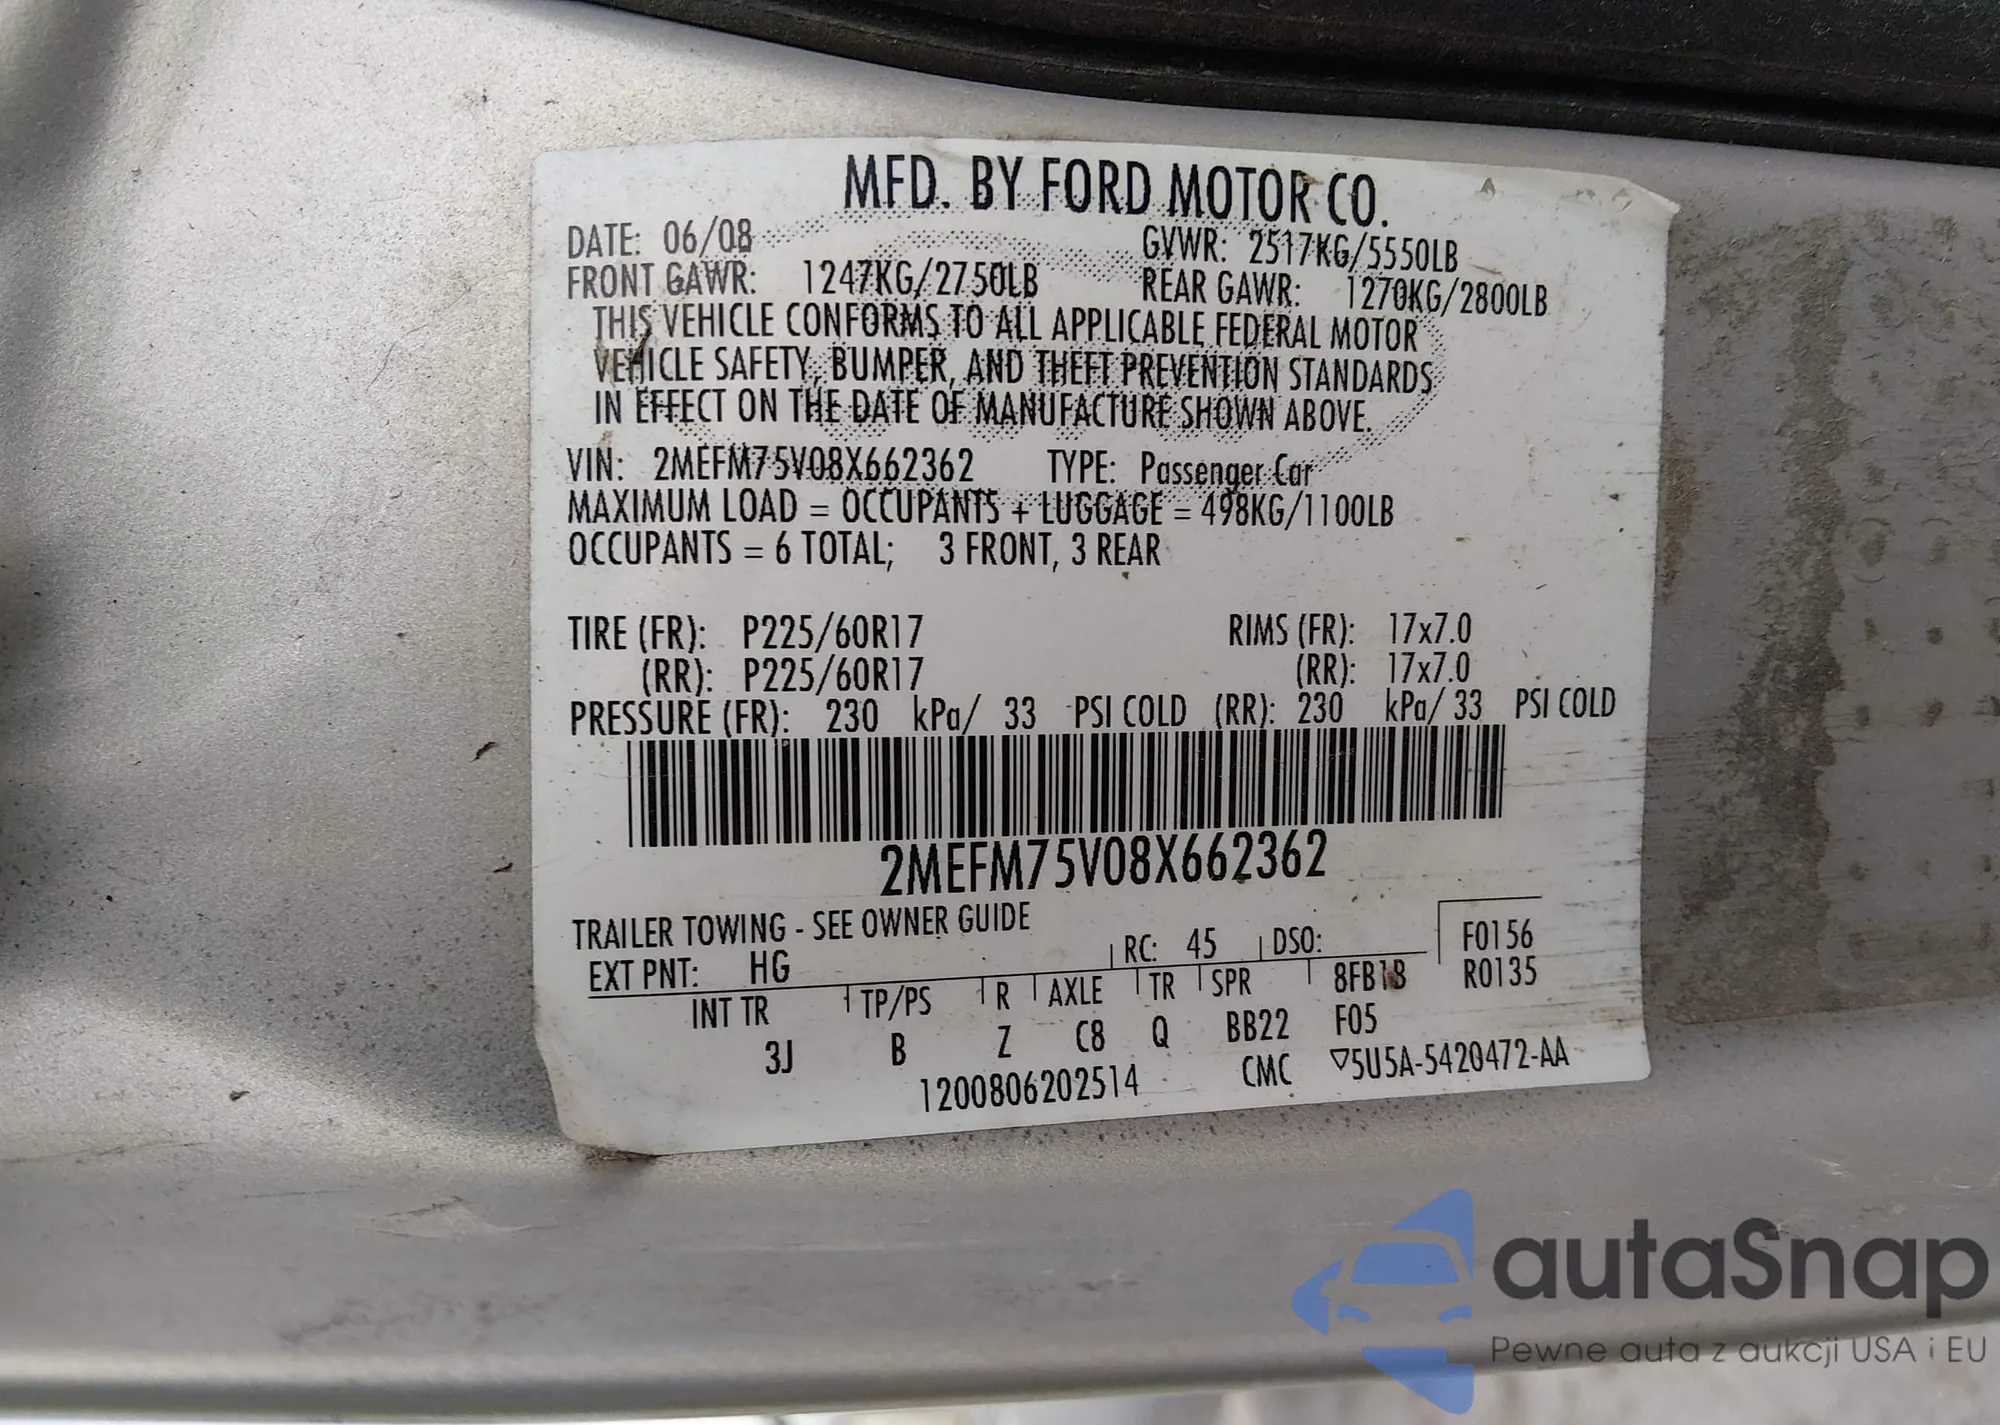 MFD. BY FORD MOTOR CO.
DATE: 06/08 GVWR: 2517KG/5550LB
FRONT GAWR: 1247KG/2750LB REAR GAWR: 1270KG/2800LB
THIS VEHICLE CONFORMS TO ALL APPLICABLE FEDERAL MOTOR
VEHICLE SAFETY, BUMPER, AND THEFT PREVENTION STANDARDS
IN EFFECT ON THE DATE OF MANUFACTURE SHOWN ABOVE.
VIN: 2MEFM75V08X662362 TYPE: Passenger Car
MAXIMUM LOAD = OCCUPANTS + LUGGAGE = 498KG/1100LB
OCCUPANTS = 6 TOTAL; 3 FRONT, 3 REAR
TIRE (FR): P225/60R17 RIMS (FR): 17x7.0
(RR): P225/60R17 (RR): 17x7.0
PRESSURE (FR): 230 kPa/ 33 PSI COLD (RR): 230 kPa/ 33 PSI COLD
2MEFM75V08X662362
TRAILER TOWING - SEE OWNER GUIDE
EXT PNT: HG RC: 45 DSO: F0156
INT TR TP/PS R AXLE TR SPR 8FB1B R0135
3J B Z C8 Q BB22 F05
1200806202514 CMC ▽5U5A-5420472-AA
autaSnap
Pewne auta z aukcji USA i EU